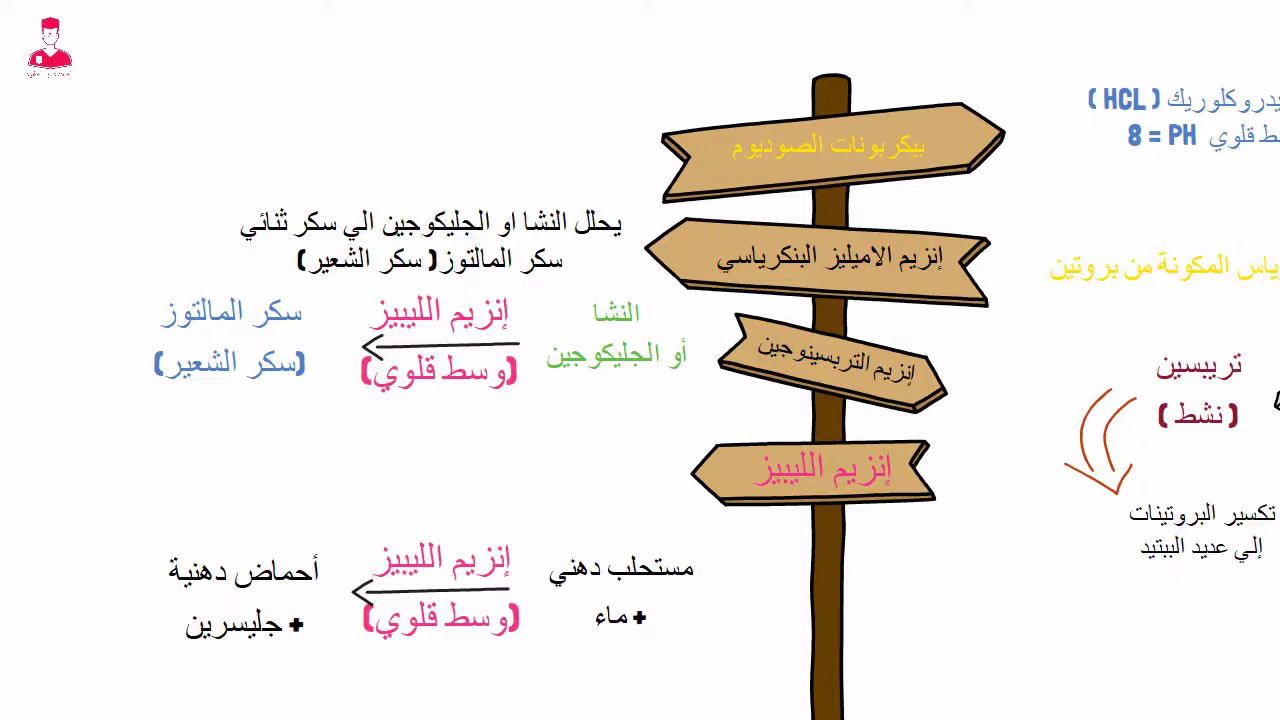 بيكربونات الصوديوم
( HCL )
قلوي PH = 8
إنزيم الاميليز البنكرياسي
يحلل النشا او الجليكوجين الي سكر ثنائي
سكر المالتوز( سكر الشعير)
النشا
أو الجليكوجين
إنزيم الليبيز
(وسط قلوي)
سكر المالتوز
(سكر الشعير)
إنزيم التربسينوجين
المكونة من بروتين
تريبسين
( نشط )
تكسير البروتينات
إلي عديد الببتيد
إنزيم الليبيز
مستحلب دهني
+ ماء
إنزيم الليبيز
(وسط قلوي)
أحماض دهنية
+ جليسرين